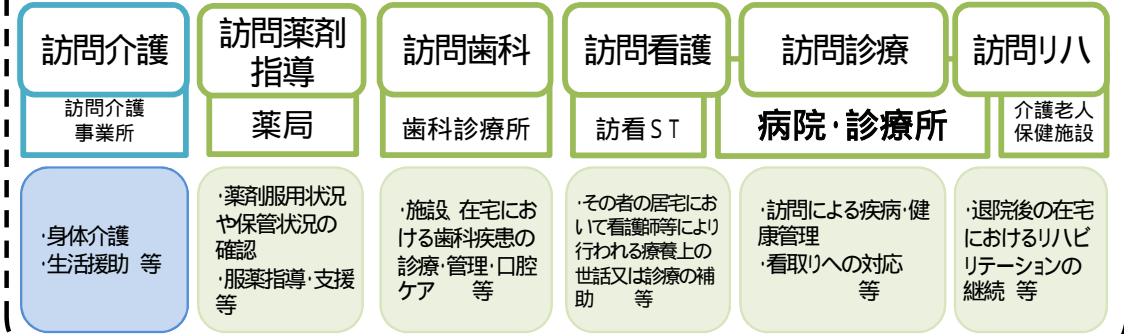 訪問介護
訪問介護
事業所
·身体介護
·生活援助 等
訪問薬剤
指導
薬局
·薬剤服用状況
や保管状況の
確認
·服薬指導·支援
等
訪問歯科
歯科診療所
·施設、在宅にお
ける歯科疾患の
診療·管理·口腔
ケア 等
訪問看護
訪看ST
·その者の居宅にお
いて看護師等により
行われる療養上の
世話又は診療の補
助 等
訪問診療
病院·診療所
·訪問による疾病·健
康管理
·看取りへの対応
等
訪問リハ
介護老人
保健施設
·退院後の在宅
におけるリハビ
リテーションの
継続 等